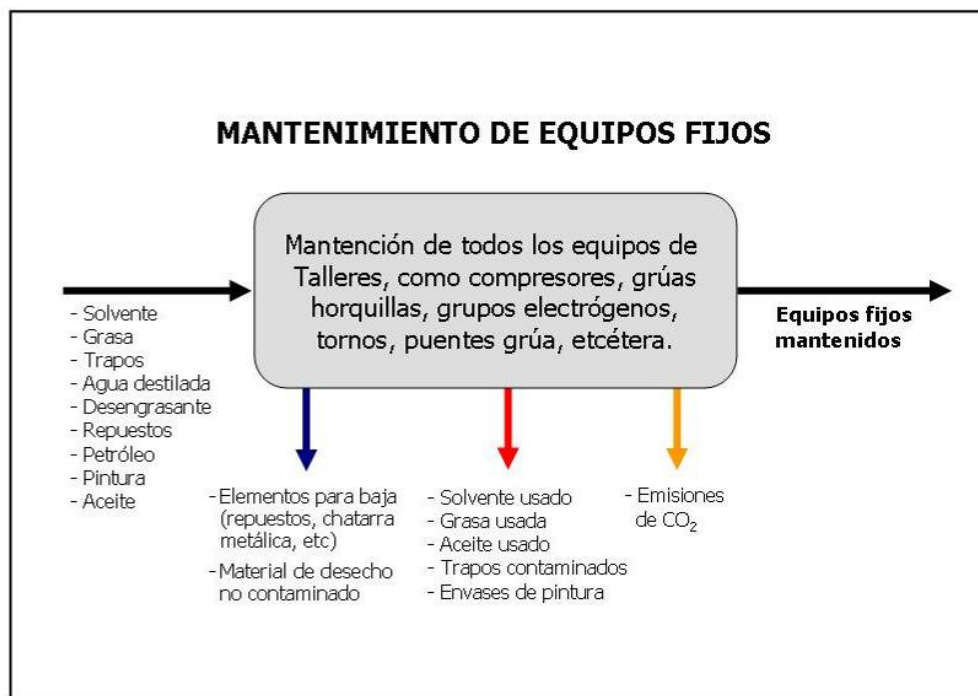 MANTENIMIENTO DE EQUIPOS FIJOS
Mantención de todos los equipos de
Talleres, como compresores, grúas
horquillas, grupos electrógenos,
tornos, puentes grúa, etcétera.
- Solvente
- Grasa
- Trapos
- Agua destilada
- Desengrasante
- Repuestos
- Petróleo
- Pintura
- Aceite
Equipos fijos
mantenidos
- Elementos para baja
(repuestos, chatarra
metálica, etc)
- Material de desecho
no contaminado
- Solvente usado
- Grasa usada
- Aceite usado
- Trapos contaminados
- Envases de pintura
- Emisiones
de CO₂